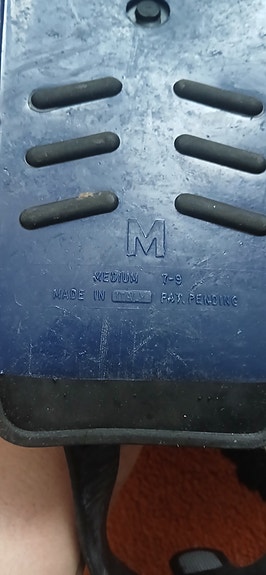 M
MEDIUM 7-9
MADE IN ITALY PAT. PENDING